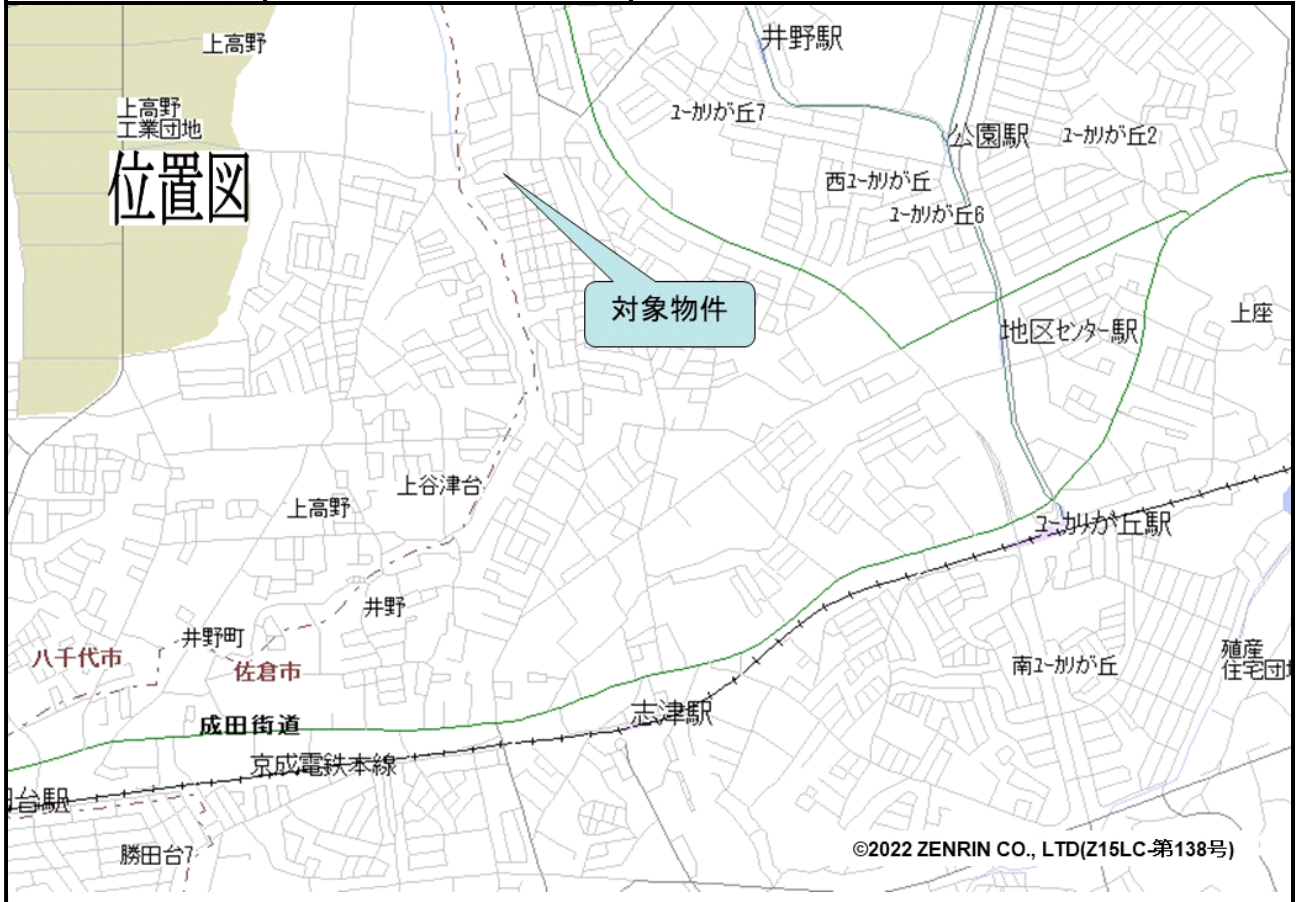 上高野
井野駅
上高野
工業団地
ユーカリが丘7
公園駅
ユーカリが丘2
位置図
西ユーカリが丘
ユーカリが丘6
対象物件
上座
地区センター駅
上谷津台
上高野
ユーカリが丘駅
井野
井野町
八千代市
佐倉市
南ユーカリが丘
殖産
住宅団地
成田街道
志津駅
京成電鉄本線
台駅
勝田台7
©2022 ZENRIN CO., LTD(Z15LC-第138号)